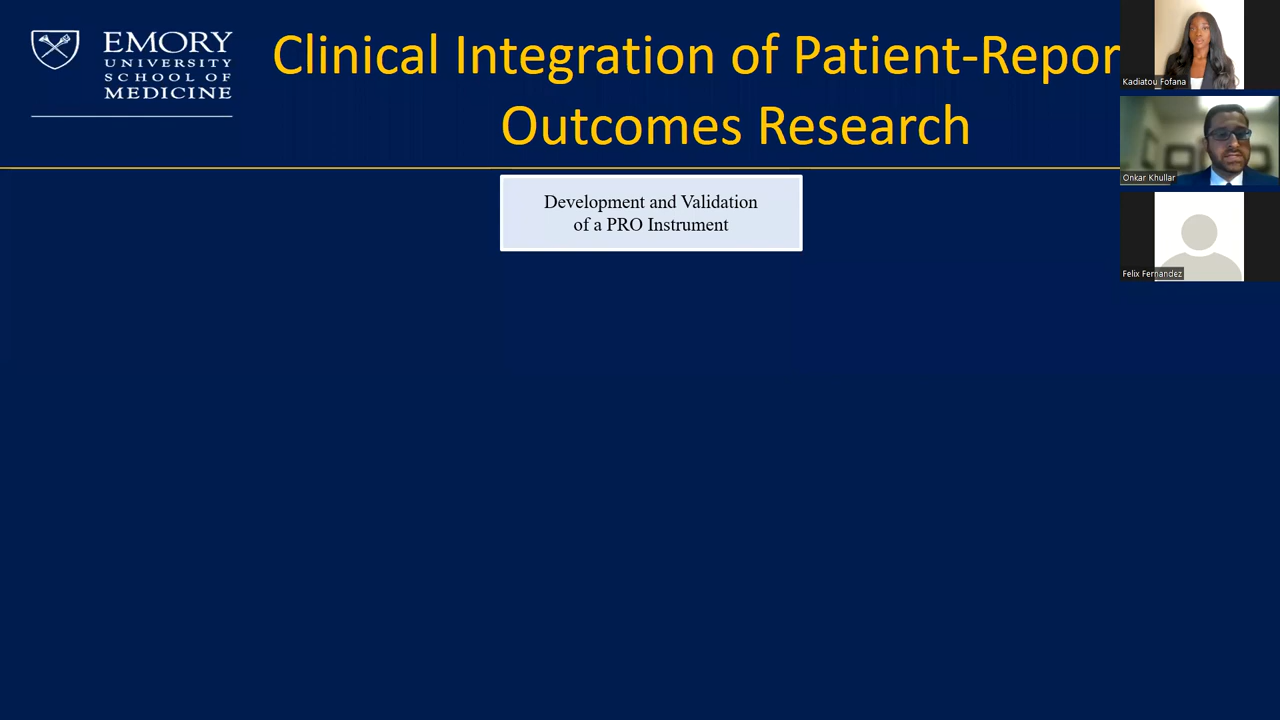 EMORY
UNIVERSITY
SCHOOL OF
MEDICINE
Clinical Integration of Patient-Repor
Outcomes Research
Development and Validation
of a PRO Instrument
Kadiatou Fofana
Onkar Khullar
Felix Fernandez